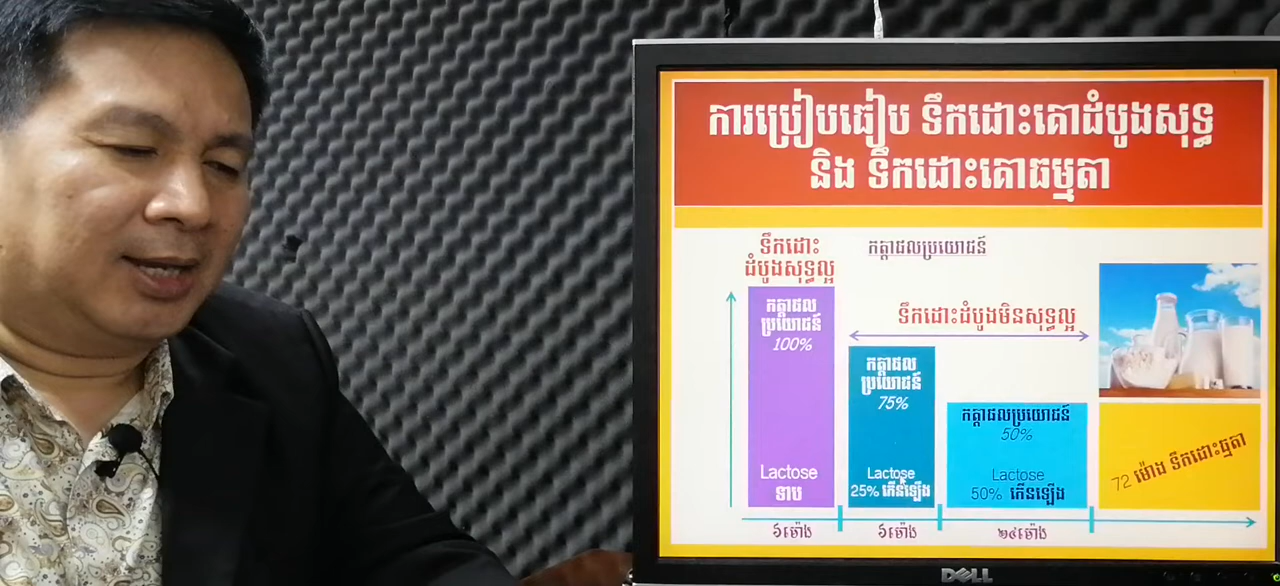 ការប្រៀបធៀប ទឹកដោះគោដំបូងសុទ្ធ
និង ទឹកដោះគោធម្មតា
ទឹកដោះ
ដំបូងសុទ្ធល្អ
កត្តាផលប្រយោជន៍
ទឹកដោះដំបូងមិនសុទ្ធល្អ
កត្តាផល
ប្រយោជន៍
100%
កត្តាផល
ប្រយោជន៍
75%
កត្តាផលប្រយោជន៍
50%
Lactose
ទាប
Lactose
25% កើនឡើង
Lactose
50% កើនឡើង
72 ម៉ោង ទឹកដោះធ្មតា
៦ម៉ោង
៦ម៉ោង
២៤ម៉ោង
DELL